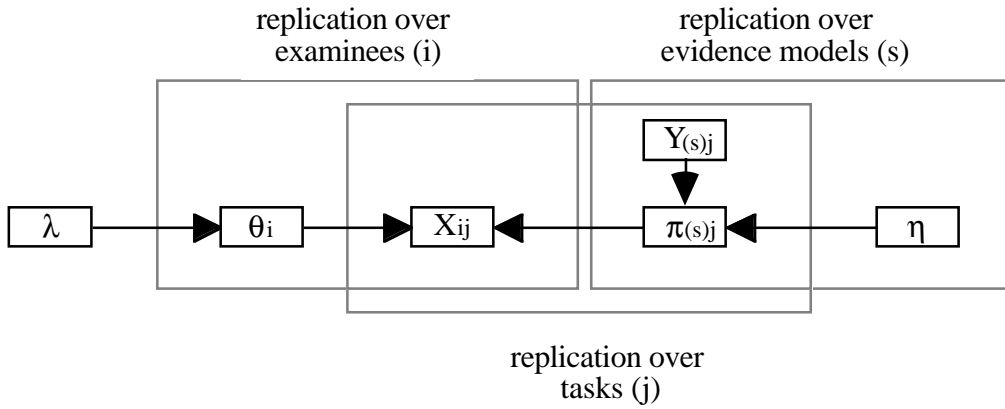 replication over
examinees (i)
replication over
evidence models (s)
Y(s)j
λ
θi
Xij
π(s)j
η
replication over
tasks (j)